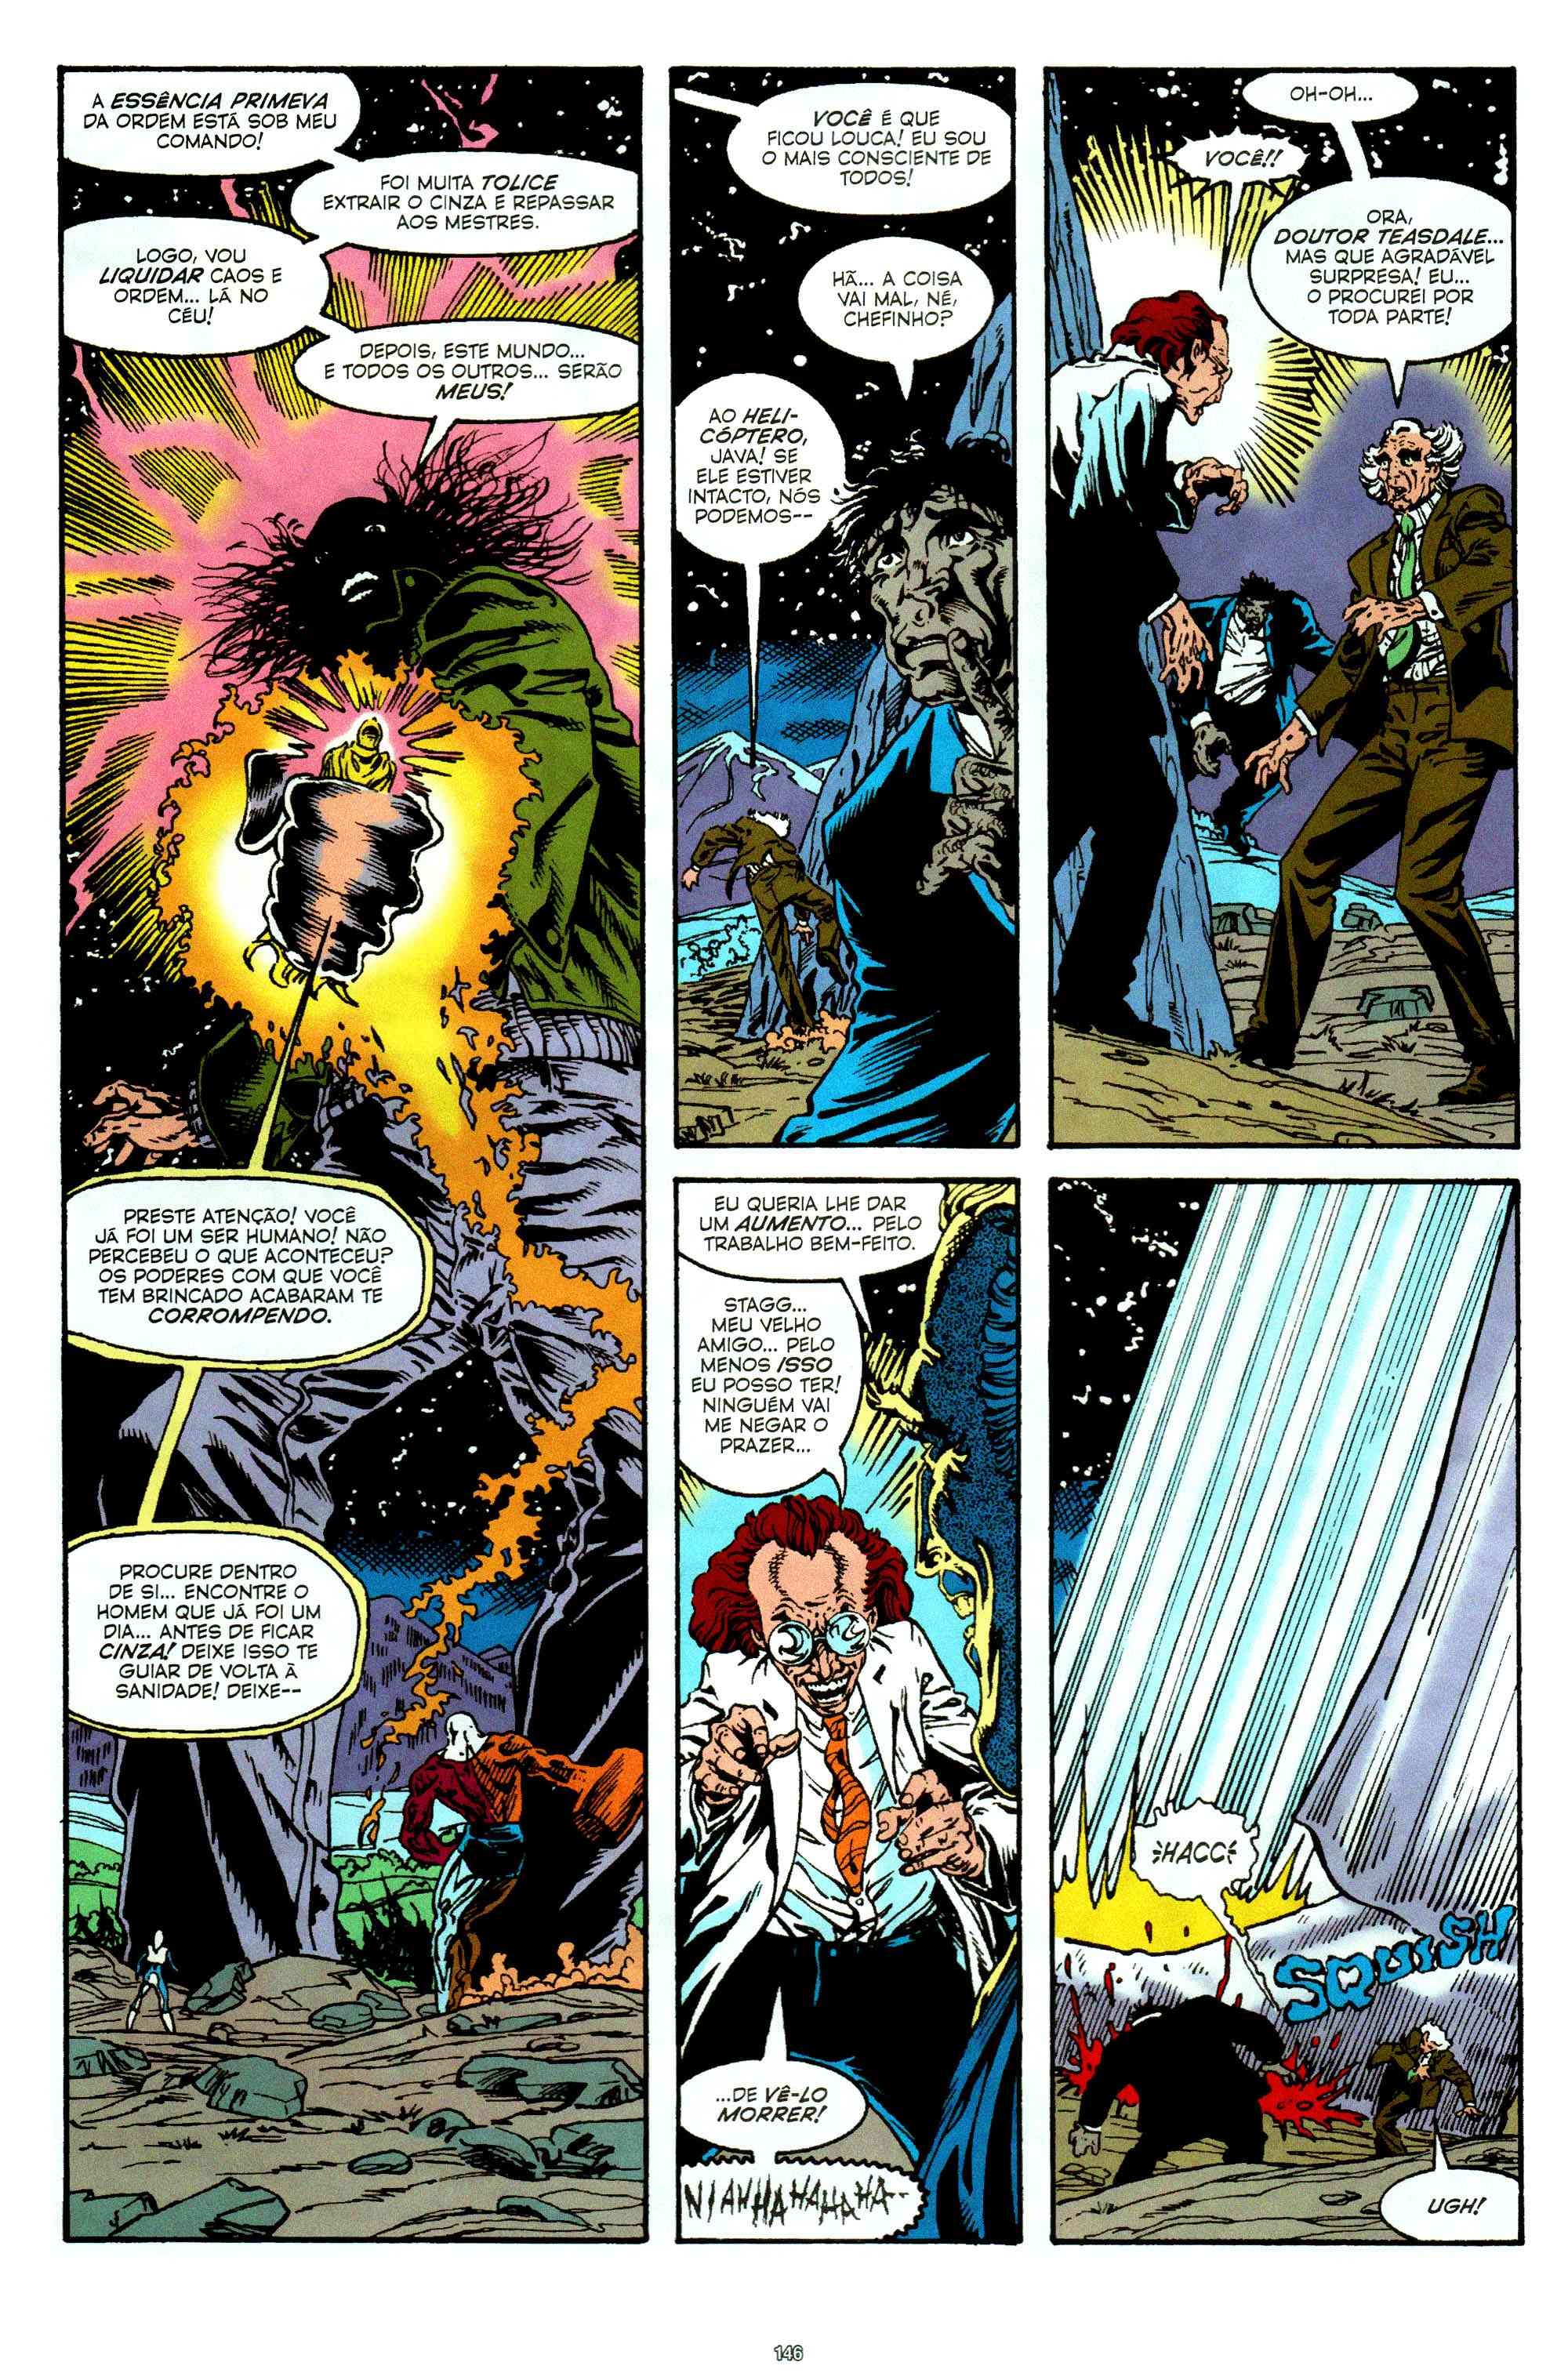 A ESSÊNCIA PRIMEVA
DA ORDEM ESTÁ SOB MEU
COMANDO!
FOI MUITA TOLICE
EXTRAIR O CINZA E REPASSAR
AOS MESTRES.
LOGO, VOU
LIQUIDAR CAOS E
ORDEM... LÁ NO
CÉU!
DEPOIS, ESTE MUNDO...
E TODOS OS OUTROS... SERÃO
MEUS!
PRESTE ATENÇÃO! VOCÊ
JÁ FOI UM SER HUMANO! NÃO
PERCEBEU O QUE ACONTECEU?
OS PODERES COM QUE VOCÊ
TEM BRINCADO ACABARAM TE
CORROMPENDO.
PROCURE DENTRO
DE SI... ENCONTRE O
HOMEM QUE JÁ FOI UM
DIA... ANTES DE FICAR
CINZA! DEIXE ISSO TE
GUIAR DE VOLTA À
SANIDADE! DEIXE--
VOCÊ É QUE
FICOU LOUCA! EU SOU
O MAIS CONSCIENTE DE
TODOS!
HÃ... A COISA
VAI MAL, NÉ,
CHEFINHO?
AO HELI-
CÓPTERO,
JAVA! SE
ELE ESTIVER
INTACTO, NÓS
PODEMOS--
OH-OH...
VOCÊ!!
ORA,
DOUTOR TEASDALE...
MAS QUE AGRADÁVEL
SURPRESA! EU...
O PROCUREI POR
TODA PARTE!
EU QUERIA LHE DAR
UM AUMENTO... PELO
TRABALHO BEM-FEITO.
STAGG...
MEU VELHO
AMIGO... PELO
MENOS ISSO
EU POSSO TER!
NINGUÉM VAI
ME NEGAR O
PRAZER...
...DE VÊ-LO
MORRER!
NIAHHAHAHAHA--
HACC
SQUISH
UGH!
146